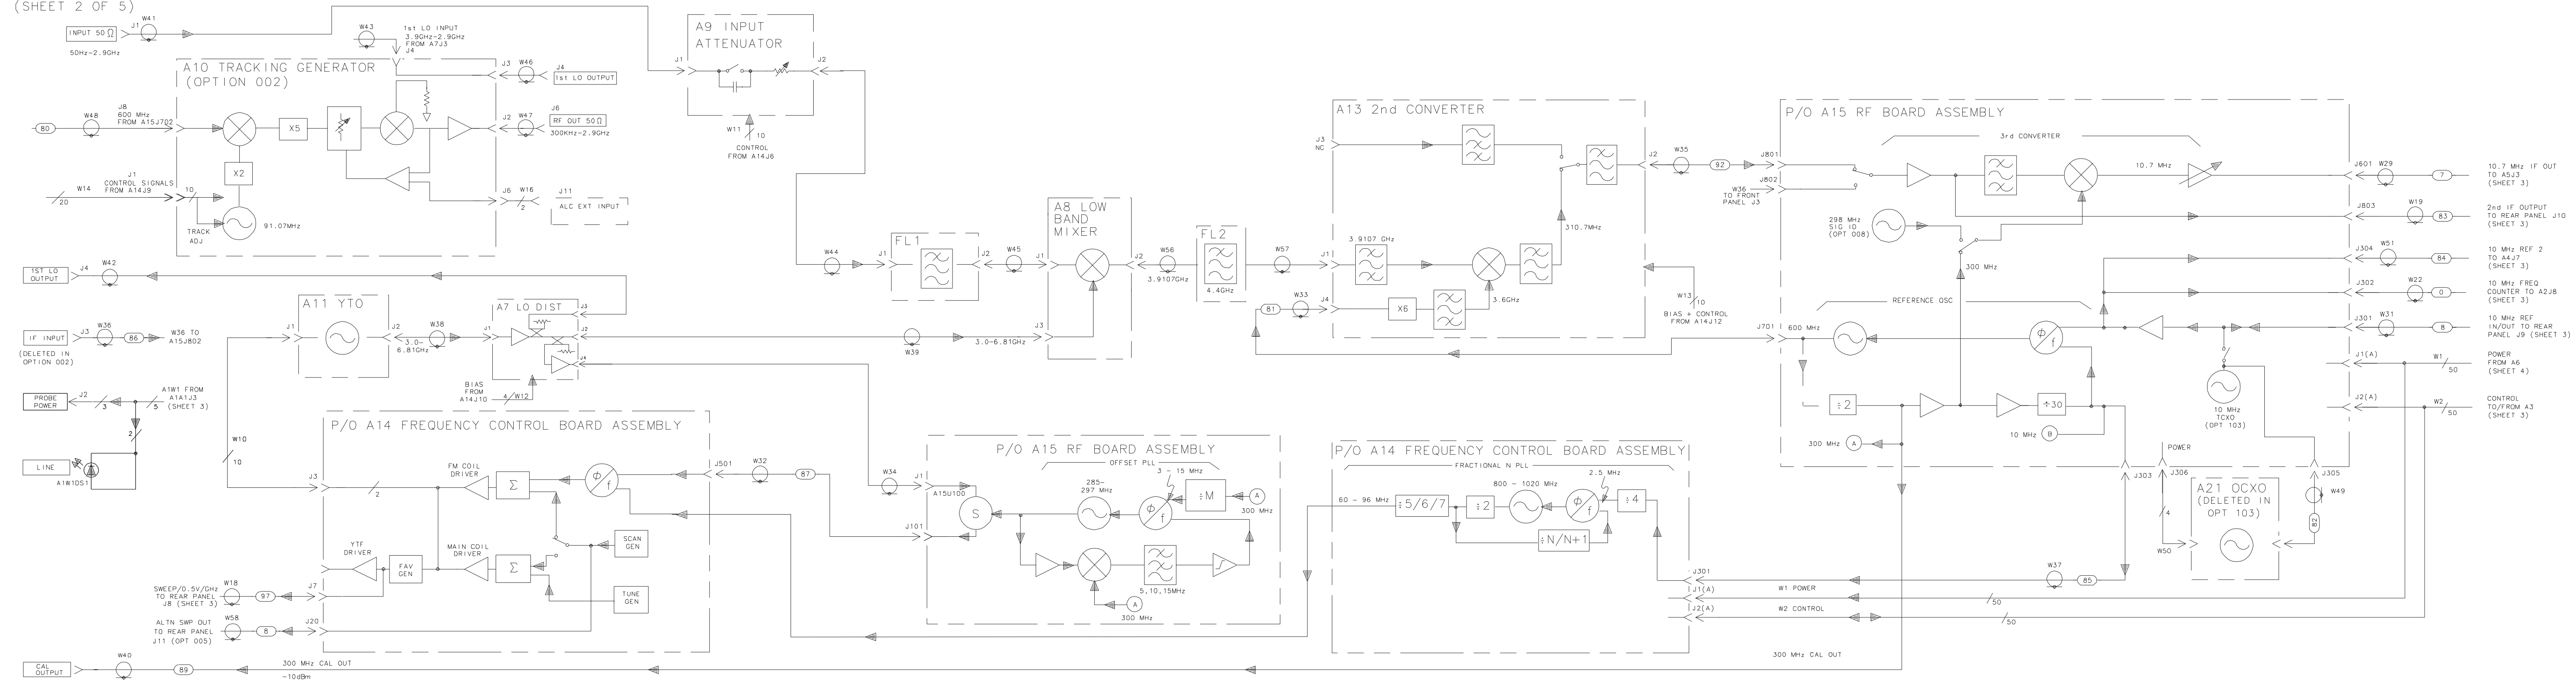 (SHEET 2 OF 5)
J1
W41
INPUT 50 Ω
50Hz-2.9GHz
W43
1st LO INPUT
3.9GHz-2.9GHz
FROM A7J3
J4
A10 TRACKING GENERATOR
(OPTION 002)
J3
W46
J4
1st LO OUTPUT
J8
600 MHz
FROM A15J702
W48
80
X5
J2
W47
J6
RF OUT 50Ω
300KHz-2.9GHz
X2
J1
CONTROL SIGNALS
FROM A14J9
W14
20
10
TRACK
ADJ
91.07MHz
J6
W16
2
J11
ALC EXT INPUT
A9 INPUT
ATTENUATOR
J1
J2
W11
10
CONTROL
FROM A14J6
1ST LO
OUTPUT
J4
W42
IF INPUT
J3
W36
86
W36 TO
A15J802
(DELETED IN
OPTION 002)
PROBE
POWER
J2
3
5
A1W1 FROM
A1A1J3
(SHEET 3)
2
LINE
A1W1DS1
A11 YTO
J1
J2
W38
3.0-
6.81GHz
A7 LO DIST
J1
J3
J2
J4
BIAS
FROM
A14J10
4
W12
W10
10
W44
FL1
J1
J2
W45
A8 LOW
BAND
MIXER
J1
J2
J3
W39
3.0-6.81GHz
W56
3.9107GHz
FL2
4.4GHz
W57
A13 2nd CONVERTER
J3
NC
J1
3.9107 GHz
J4
W33
81
X6
3.6GHz
310.7MHz
J2
W35
92
W13
10
BIAS + CONTROL
FROM A14J12
P/O A15 RF BOARD ASSEMBLY
3rd CONVERTER
J801
J802
W36
TO FRONT
PANEL J3
10.7 MHz
298 MHz
SIG ID
(OPT 008)
300 MHz
REFERENCE OSC
J701
600 MHz
Φ
f
÷2
÷30
300 MHz
A
10 MHz
B
10 MHz
TCXO
(OPT 103)
J601
W29
7
10.7 MHz IF OUT
TO A5J3
(SHEET 3)
J803
W19
83
2nd IF OUTPUT
TO REAR PANEL J10
(SHEET 3)
J304
W51
84
10 MHz REF 2
TO A4J7
(SHEET 3)
J302
W22
0
10 MHz FREQ
COUNTER TO A2J8
(SHEET 3)
J301
W31
8
10 MHz REF
IN/OUT TO REAR
PANEL J9 (SHEET 3)
J1(A)
W1
50
POWER
FROM A6
(SHEET 4)
J2(A)
W2
50
CONTROL
TO/FROM A3
(SHEET 3)
POWER
J303
J306
J305
A21 OCXO
(DELETED IN
OPT 103)
4
W50
W49
82
P/O A14 FREQUENCY CONTROL BOARD ASSEMBLY
J3
2
FM COIL
DRIVER
Σ
Φ
f
J501
W32
87
SCAN
GEN
YTF
DRIVER
FAV
GEN
MAIN COIL
DRIVER
Σ
TUNE
GEN
SWEEP/0.5V/GHz
TO REAR PANEL
J8 (SHEET 3)
W18
97
J7
ALTN SWP OUT
TO REAR PANEL
J11 (OPT 005)
W58
8
J20
P/O A15 RF BOARD ASSEMBLY
OFFSET PLL
W34
J1
A15U100
S
J101
285-
297 MHz
3 - 15 MHz
Φ
f
÷M
A
300 MHz
5,10,15MHz
A
300 MHz
P/O A14 FREQUENCY CONTROL BOARD ASSEMBLY
FRACTIONAL N PLL
60 - 96 MHz
÷5/6/7
÷2
800 - 1020 MHz
2.5 MHz
Φ
f
÷4
÷N/N+1
J301
J1(A)
J2(A)
W37
85
W1 POWER
50
W2 CONTROL
50
CAL
OUTPUT
W40
89
300 MHz CAL OUT
-10dBm
300 MHz CAL OUT